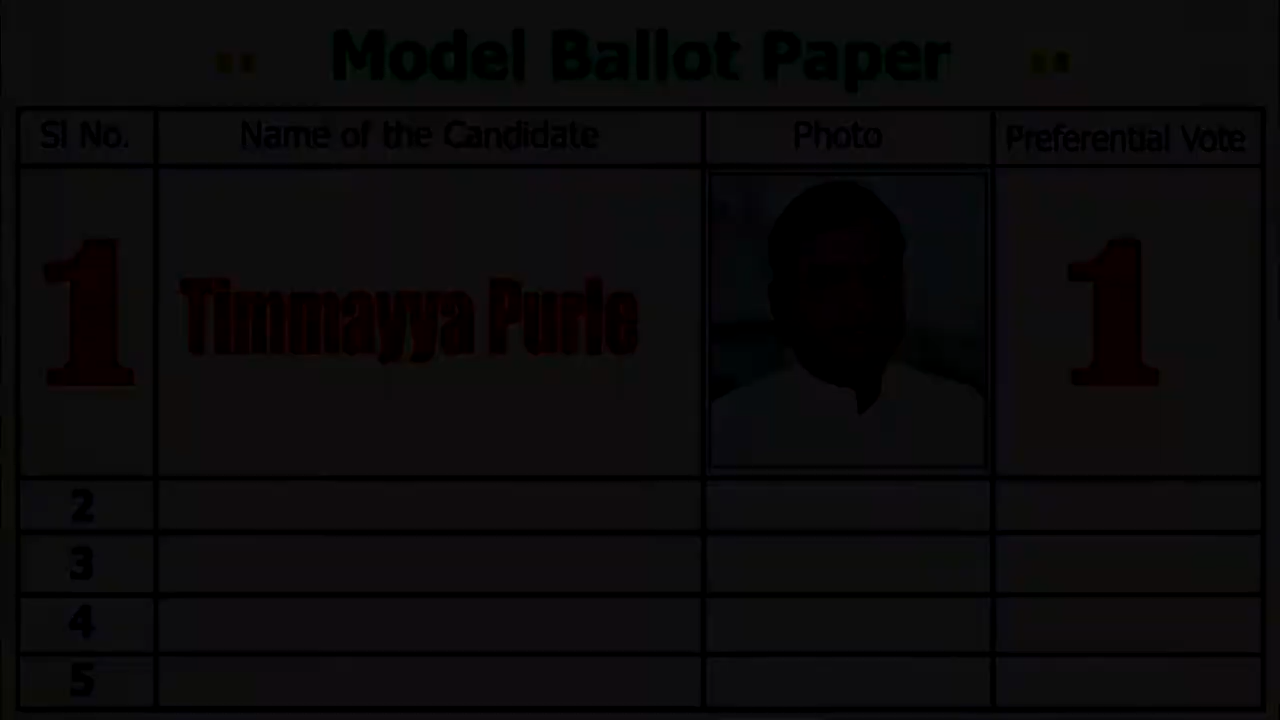 Model Ballot Paper
Sl No. Name of the Candidate Photo Preferential Vote
1 Timmayya Purle 1
2
3
4
5